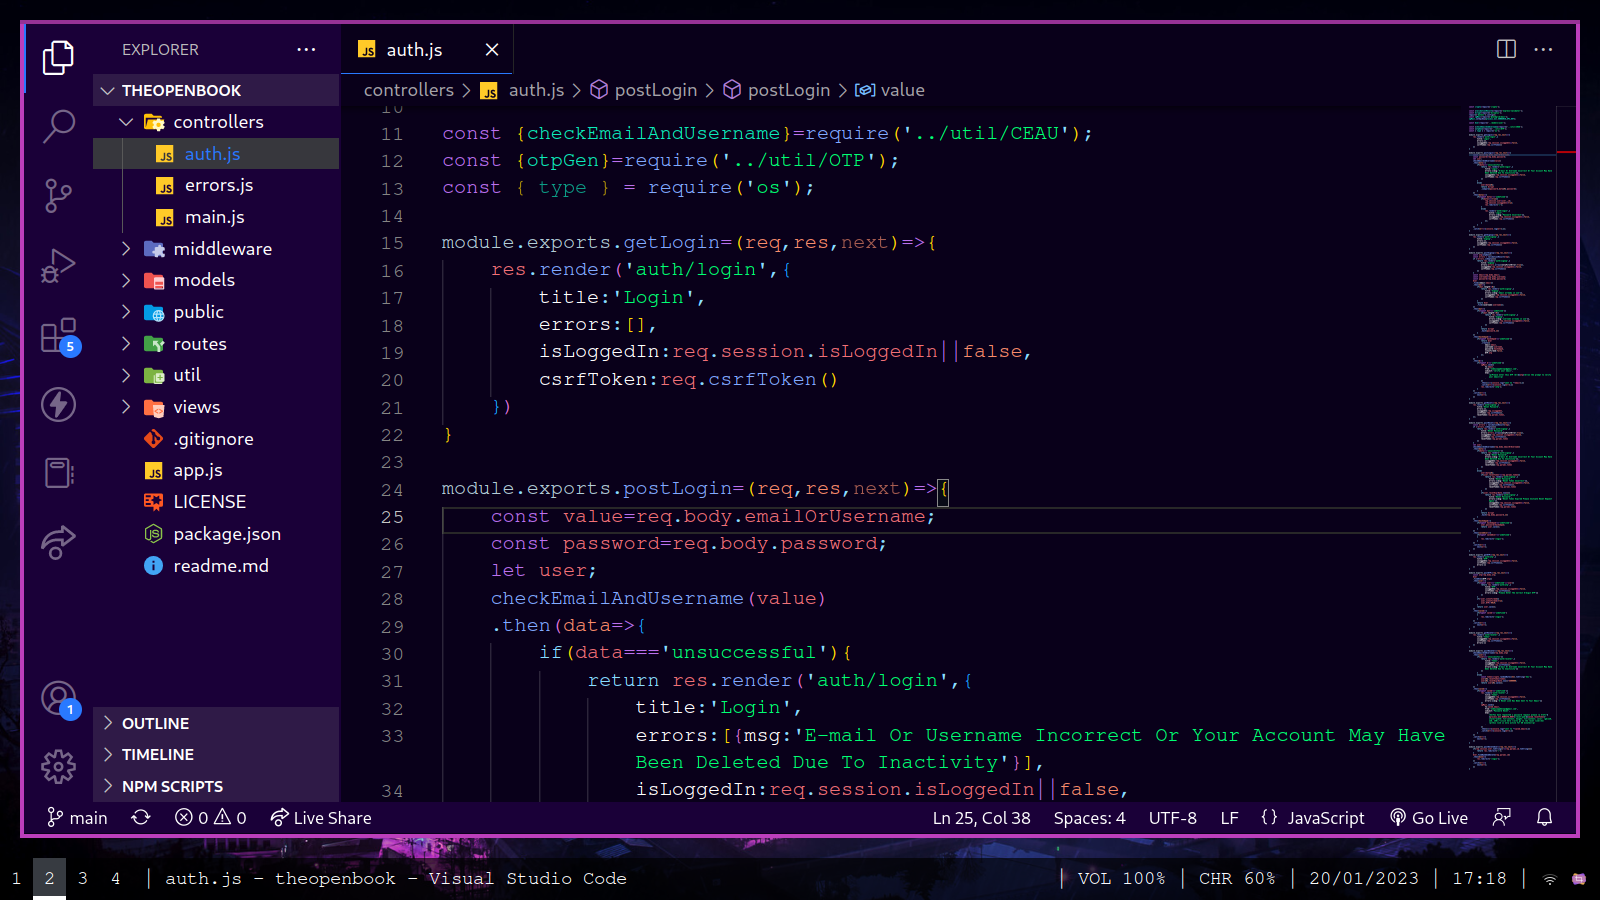 EXPLORER
THEOPENBOOK
controllers
auth.js
errors.js
main.js
middleware
models
public
routes
util
views
.gitignore
app.js
LICENSE
package.json
readme.md
OUTLINE
TIMELINE
NPM SCRIPTS
5
1
auth.js
controllers > auth.js > postLogin > postLogin > value
10
11 const {checkEmailAndUsername}=require('../util/CEAU');
12 const {otpGen}=require('../util/OTP');
13 const { type } = require('os');
14
15 module.exports.getLogin=(req,res,next)=>{
16 res.render('auth/login',{
17 title:'Login',
18 errors:[],
19 isLoggedIn:req.session.isLoggedIn||false,
20 csrfToken:req.csrfToken()
21 })
22 }
23
24 module.exports.postLogin=(req,res,next)=>{
25 const value=req.body.emailOrUsername;
26 const password=req.body.password;
27 let user;
28 checkEmailAndUsername(value)
29 .then(data=>{
30 if(data==='unsuccessful'){
31 return res.render('auth/login',{
32 title:'Login',
33 errors:[{msg:'E-mail Or Username Incorrect Or Your Account May Have
Been Deleted Due To Inactivity'}],
34 isLoggedIn:req.session.isLoggedIn||false,
main 0 0 Live Share Ln 25, Col 38 Spaces: 4 UTF-8 LF {} JavaScript Go Live
1 2 3 4 | auth.js - theopenbook - Visual Studio Code | VOL 100% | CHR 60% | 20/01/2023 | 17:18 |